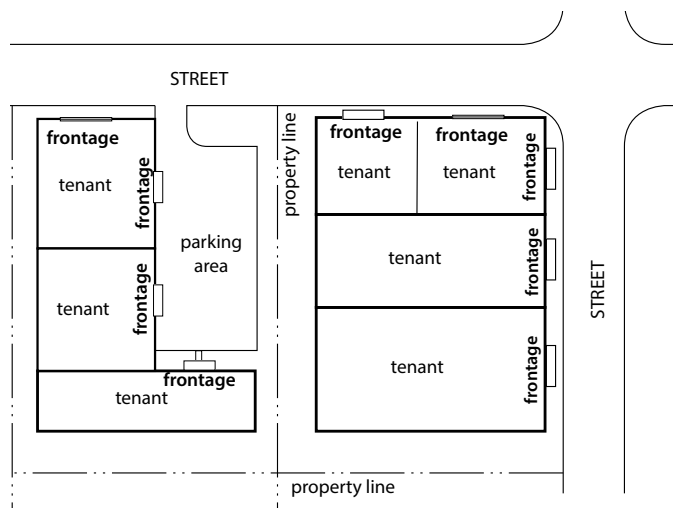 STREET
frontage
tenant
frontage
parking
area
tenant
frontage
frontage
tenant
property line
frontage
tenant
frontage
tenant
frontage
tenant
frontage
tenant
frontage
STREET
property line